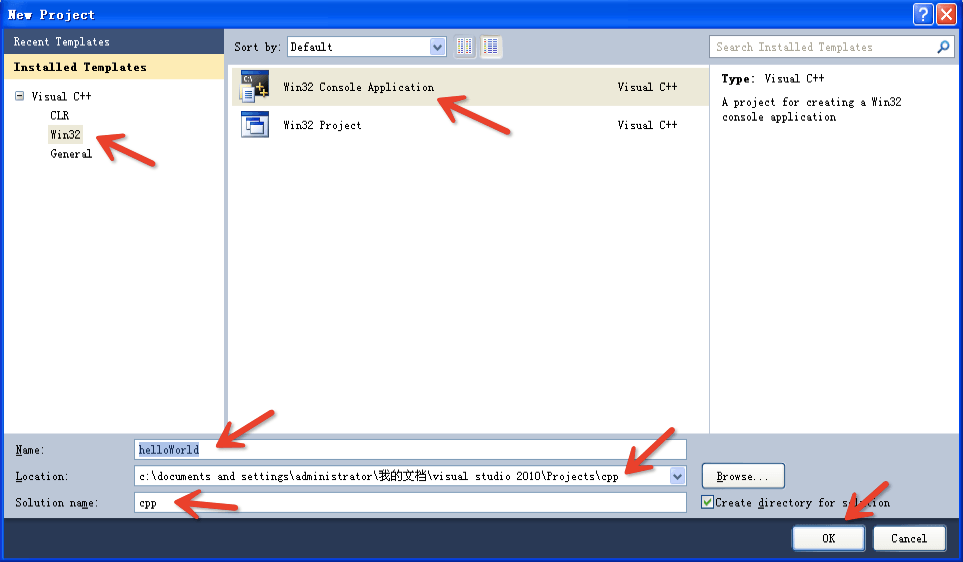 New Project
Recent Templates
Installed Templates
Visual C++
CLR
Win32
General
Sort by: Default
Search Installed Templates
Win32 Console Application Visual C++
Win32 Project Visual C++
Type: Visual C++
A project for creating a Win32
console application
Name: helloWorld
Location: c:\documents and settings\administrator\我的文档\visual studio 2010\Projects\cpp
Browse...
Solution name: cpp
Create directory for solution
OK Cancel